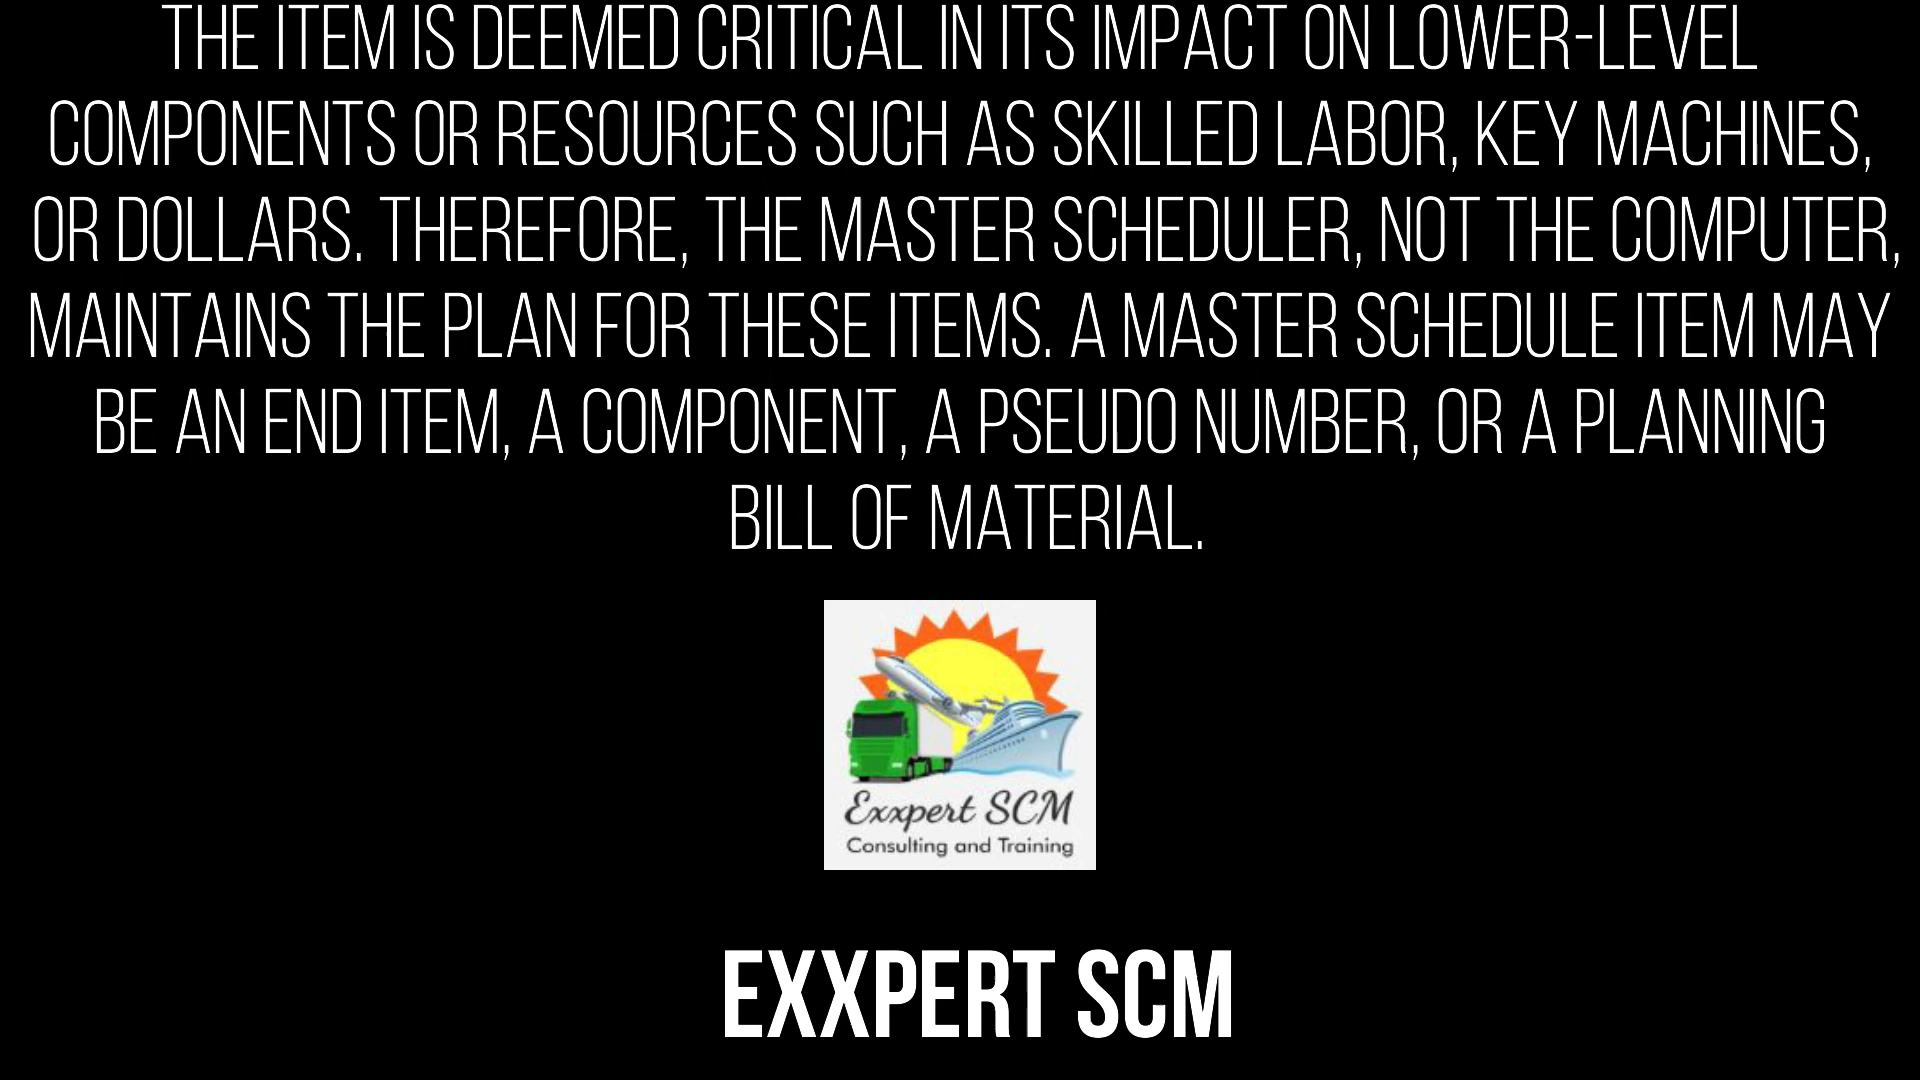 THE ITEM IS DEEMED CRITICAL IN ITS IMPACT ON LOWER-LEVEL
COMPONENTS OR RESOURCES SUCH AS SKILLED LABOR, KEY MACHINES,
OR DOLLARS. THEREFORE, THE MASTER SCHEDULER, NOT THE COMPUTER,
MAINTAINS THE PLAN FOR THESE ITEMS. A MASTER SCHEDULE ITEM MAY
BE AN END ITEM, A COMPONENT, A PSEUDO NUMBER, OR A PLANNING
BILL OF MATERIAL.
Exxpert SCM
Consulting and Training
EXXPERT SCM